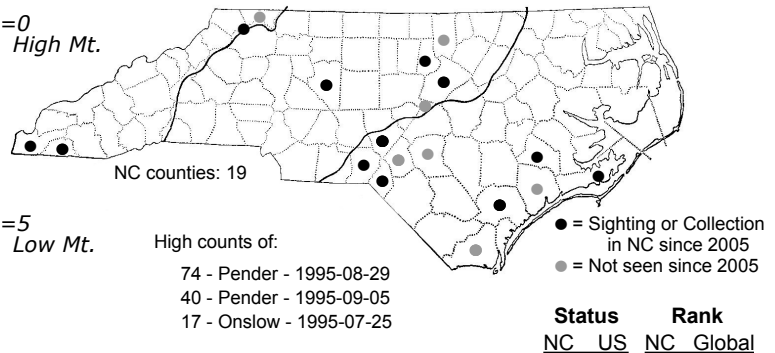 =0
High Mt.
NC counties: 19
=5
Low Mt.
High counts of:
74 - Pender - 1995-08-29
40 - Pender - 1995-09-05
17 - Onslow - 1995-07-25
= Sighting or Collection
in NC since 2005
= Not seen since 2005
Status Rank
NC US NC Global